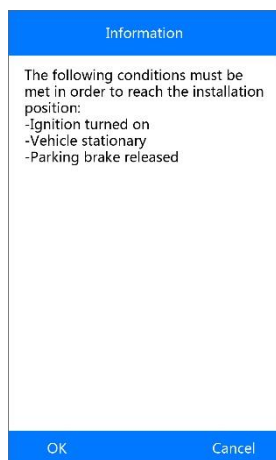 Information
The following conditions must be
met in order to reach the installation
position:
-Ignition turned on
-Vehicle stationary
-Parking brake released
OK
Cancel